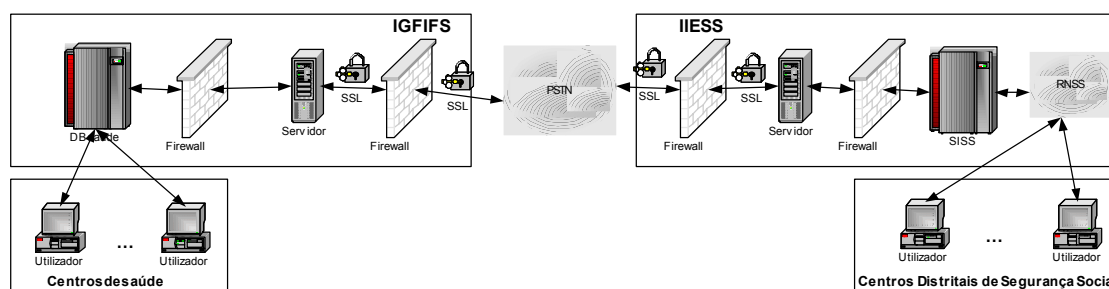 IGFIFS
IIESS
SSL
SSL
PSTN
SSL
SSL
RNSS
DB Saúde
Firewall
Servidor
Firewall
Servidor
Firewall
SISS
Firewall
Utilizador
...
Utilizador
Centros de saúde
Utilizador
...
Utilizador
Centros Distritais de Segurança Social